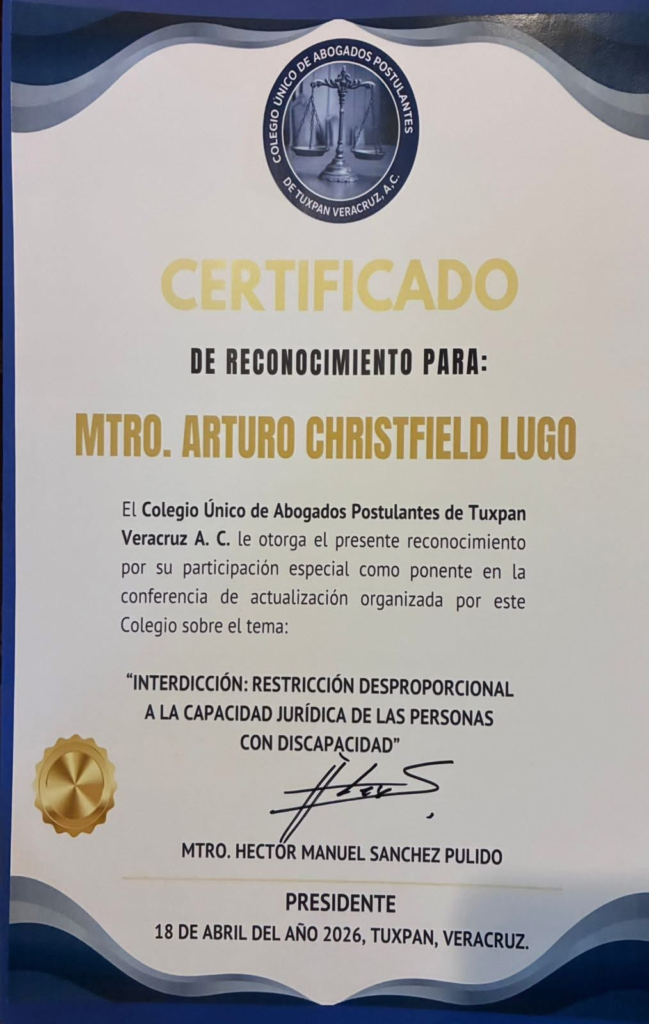 COLEGIO ÚNICO DE ABOGADOS POSTULANTES
DE TUXPAN VERACRUZ, A,C.
CERTIFICADO
DE RECONOCIMIENTO PARA:
MTRO. ARTURO CHRISTFIELD LUGO
El Colegio Único de Abogados Postulantes de Tuxpan
Veracruz A. C. le otorga el presente reconocimiento
por su participación especial como ponente en la
conferencia de actualización organizada por este
Colegio sobre el tema:
“INTERDICCIÓN: RESTRICCIÓN DESPROPORCIONAL
A LA CAPACIDAD JURÍDICA DE LAS PERSONAS
CON DISCAPACIDAD”
MTRO. HECTOR MANUEL SANCHEZ PULIDO
PRESIDENTE
18 DE ABRIL DEL AÑO 2026, TUXPAN, VERACRUZ.